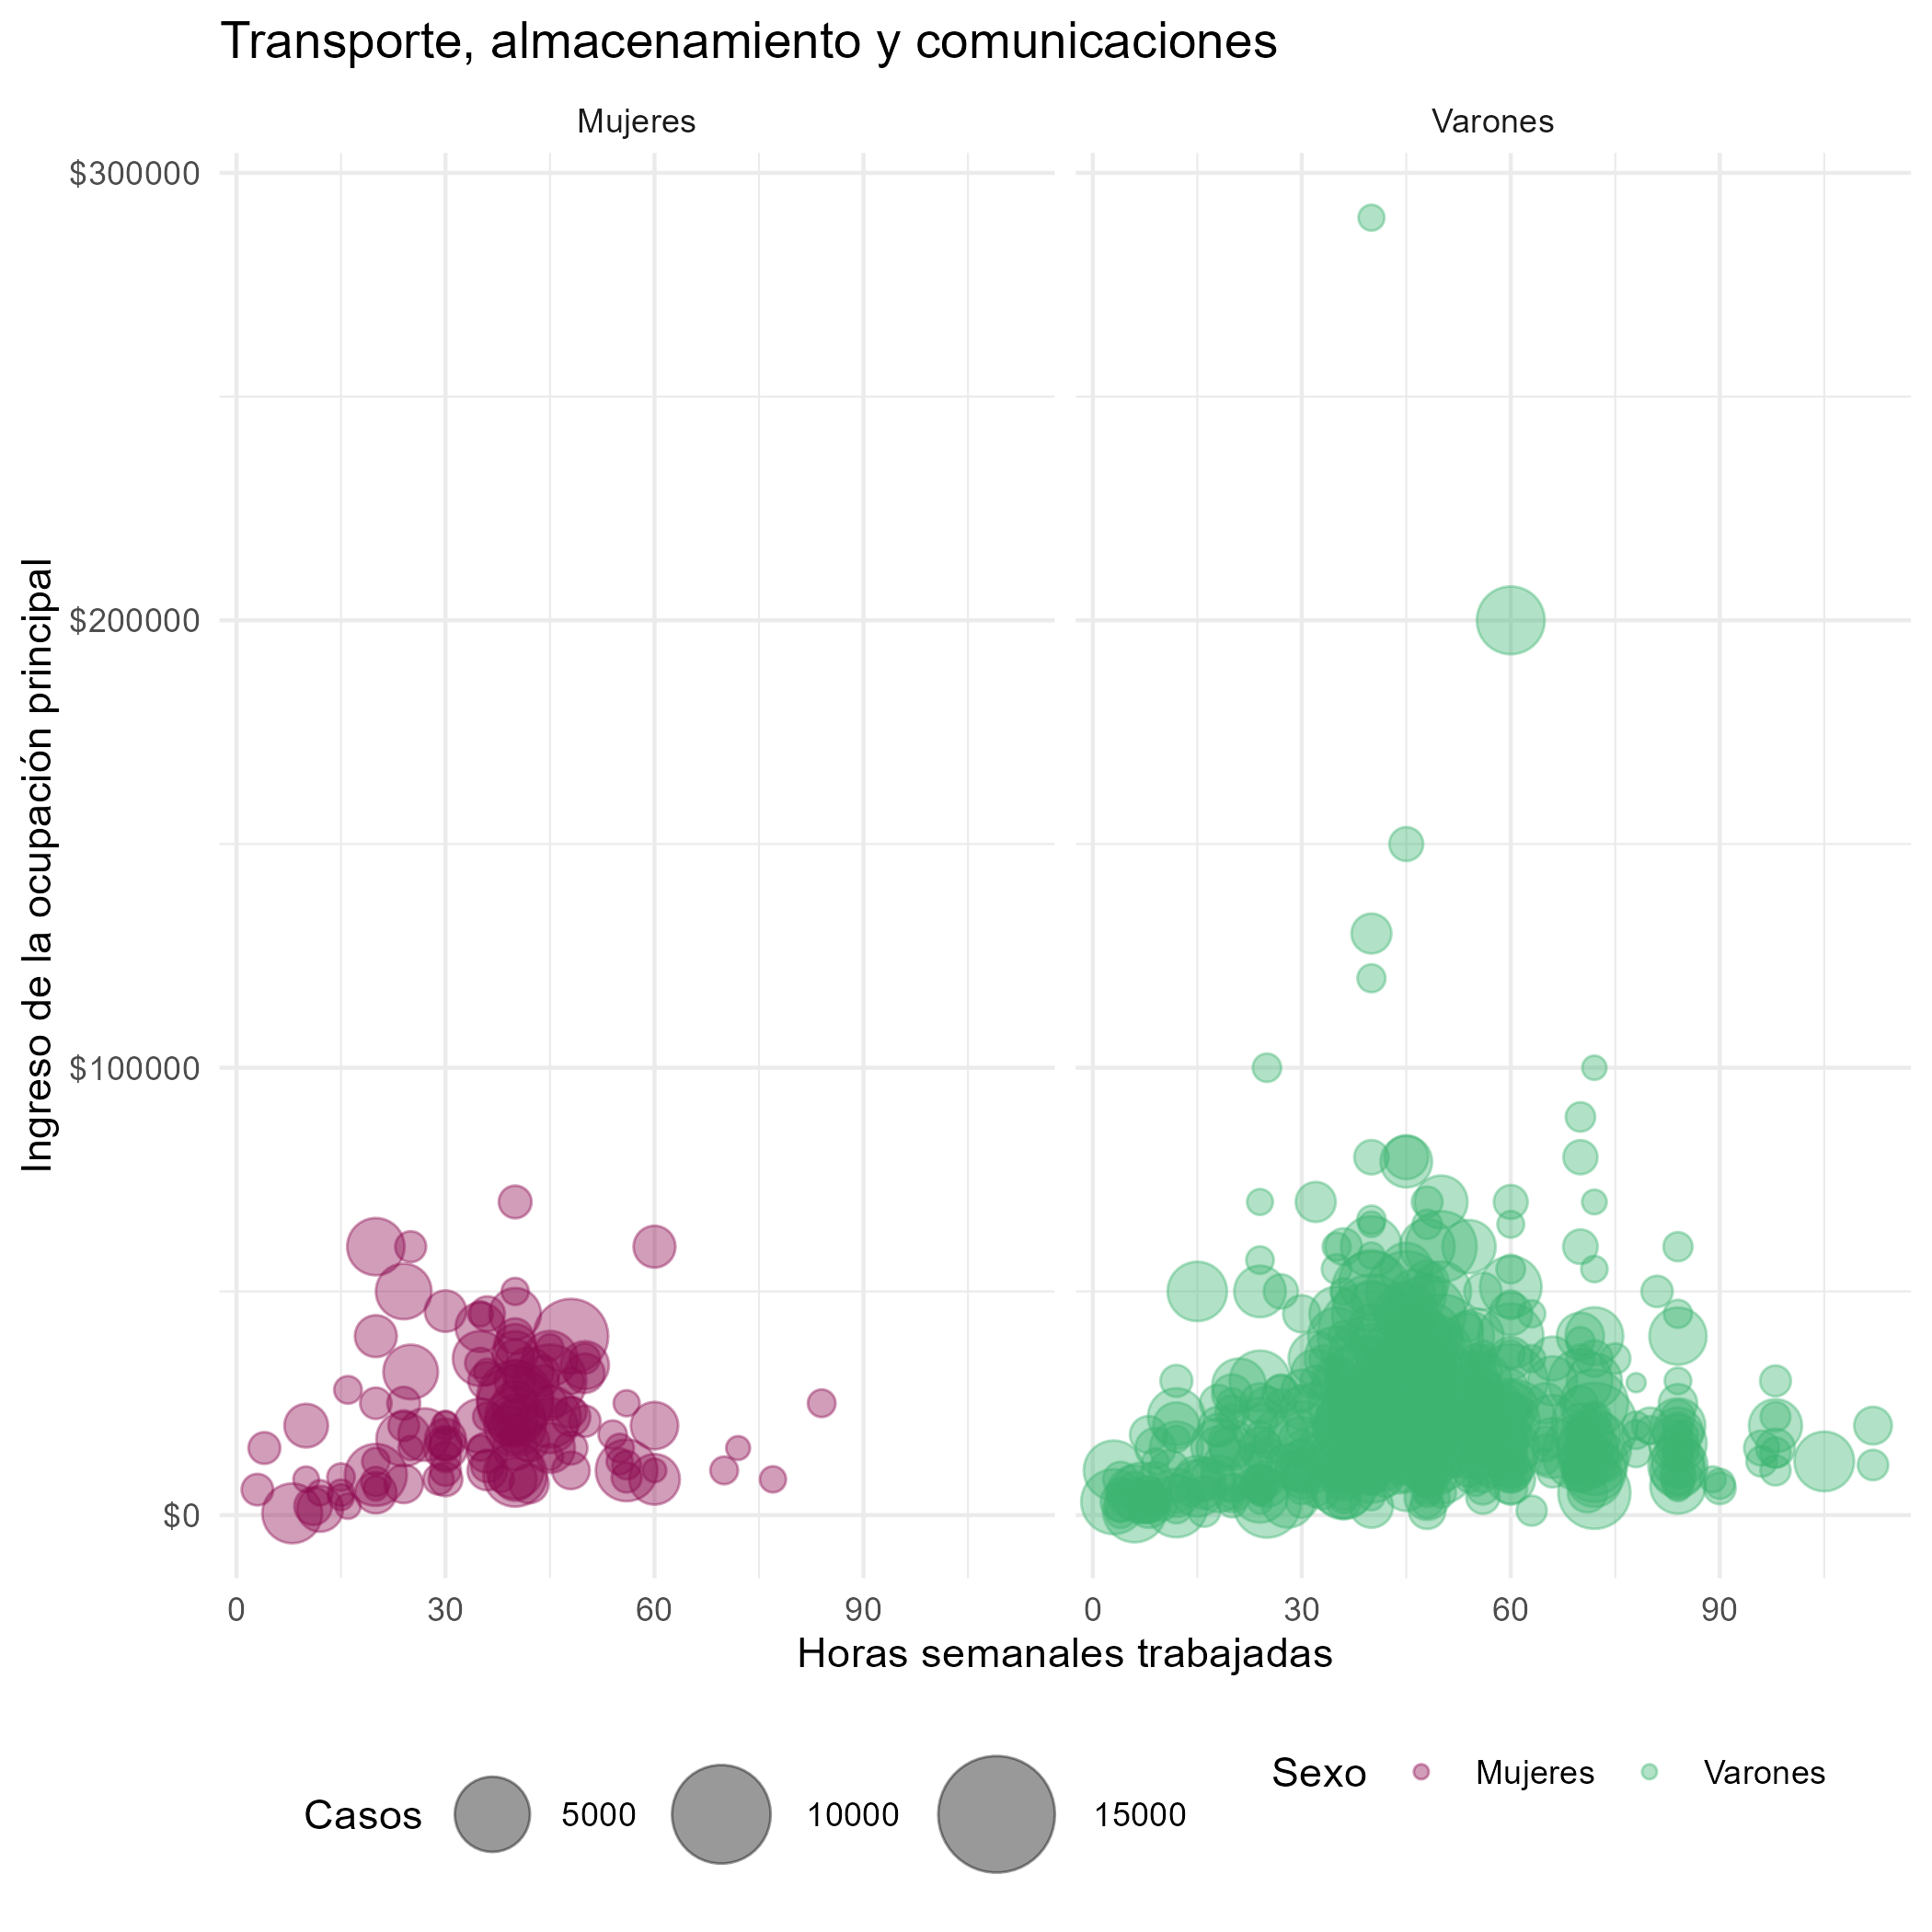 Transporte, almacenamiento y comunicaciones
Mujeres
Varones
$300000
$200000
$100000
$0
Ingreso de la ocupación principal
0 30 60 90
0 30 60 90
Horas semanales trabajadas
Casos 5000 10000 15000
Sexo Mujeres Varones